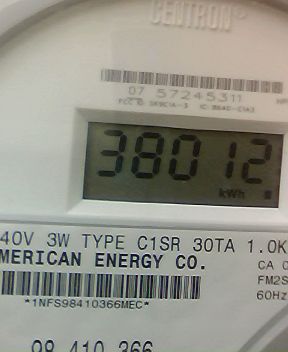 CENTRON
07 57245311
38012
kWh
40V 3W TYPE C1SR 30TA 1.0K
MERICAN ENERGY CO.
CA 0
FM2S
60Hz
*1NFS98410366MEC*
98 410 366